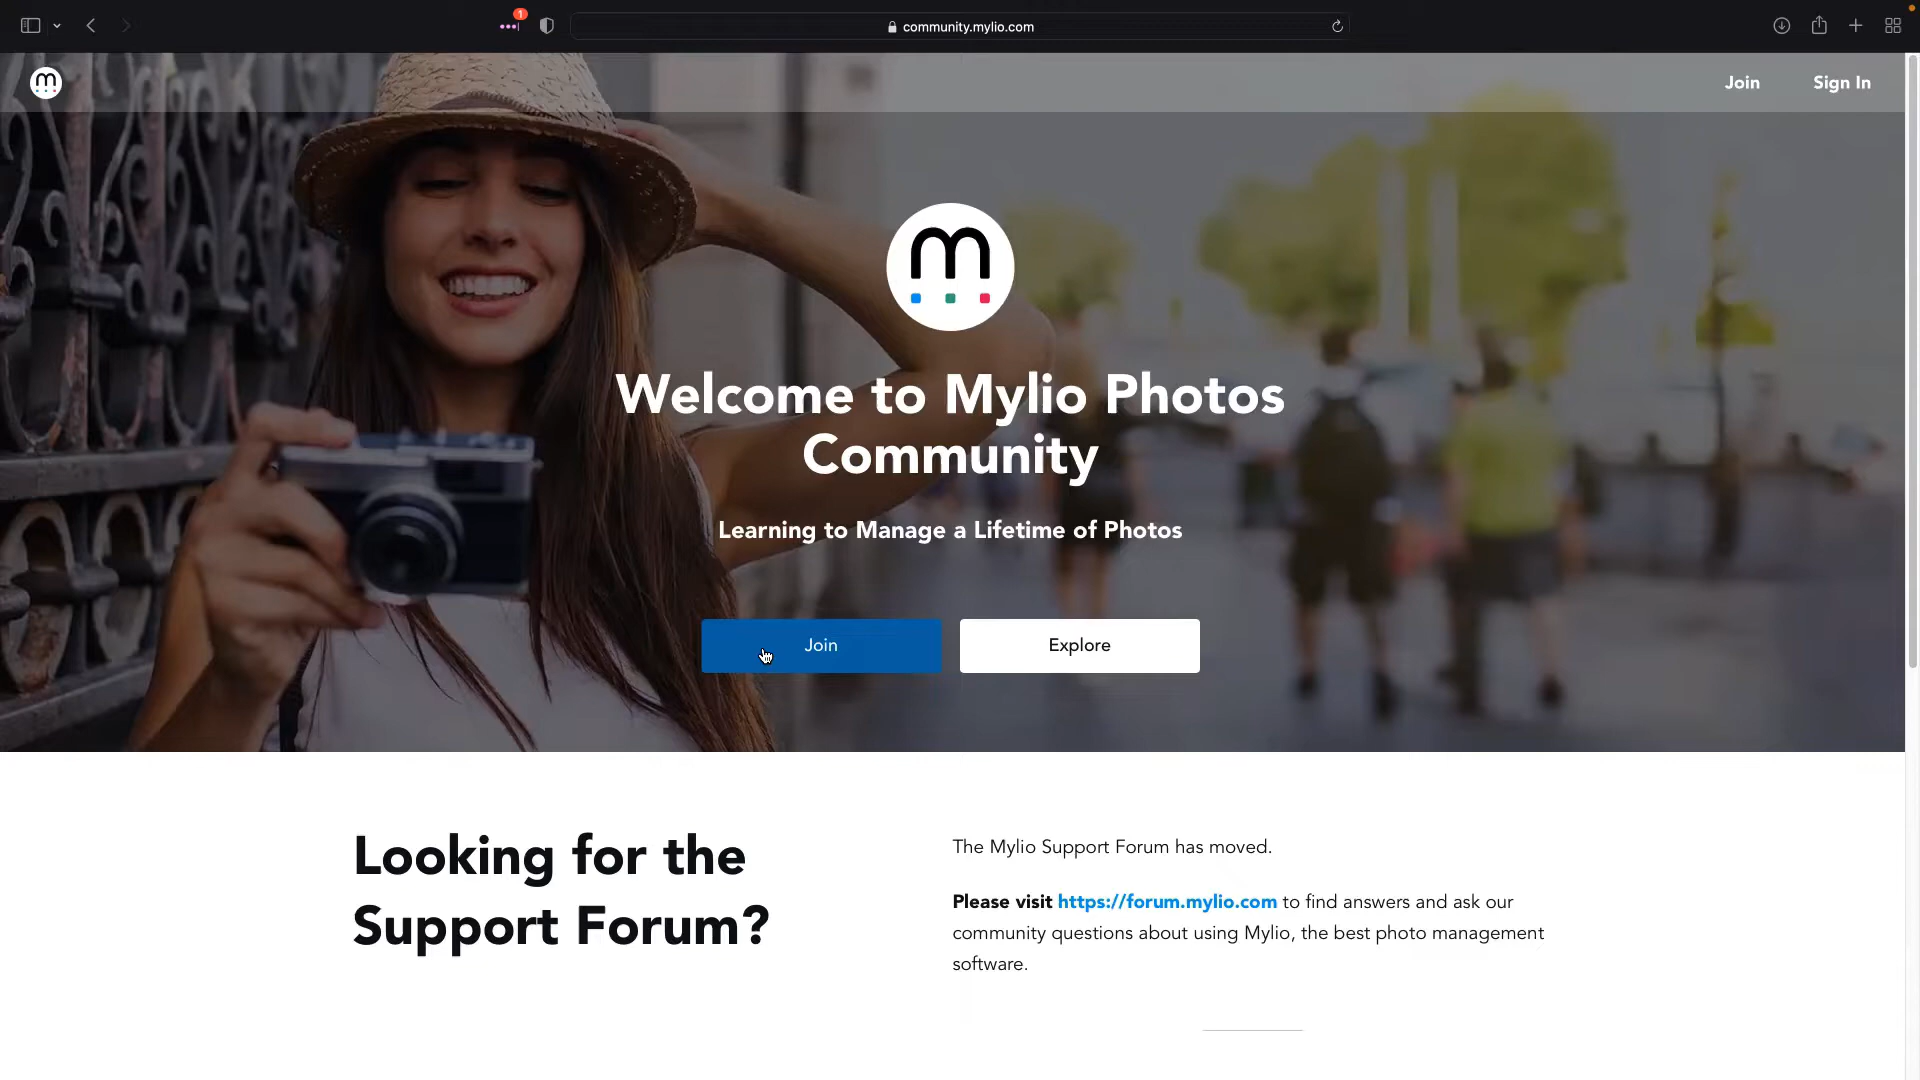 1
community.mylio.com
m
Join
Sign In
m
Welcome to Mylio Photos
Community
Learning to Manage a Lifetime of Photos
Join
Explore
Looking for the
Support Forum?
The Mylio Support Forum has moved.
Please visit https://forum.mylio.com to find answers and ask our
community questions about using Mylio, the best photo management
software.